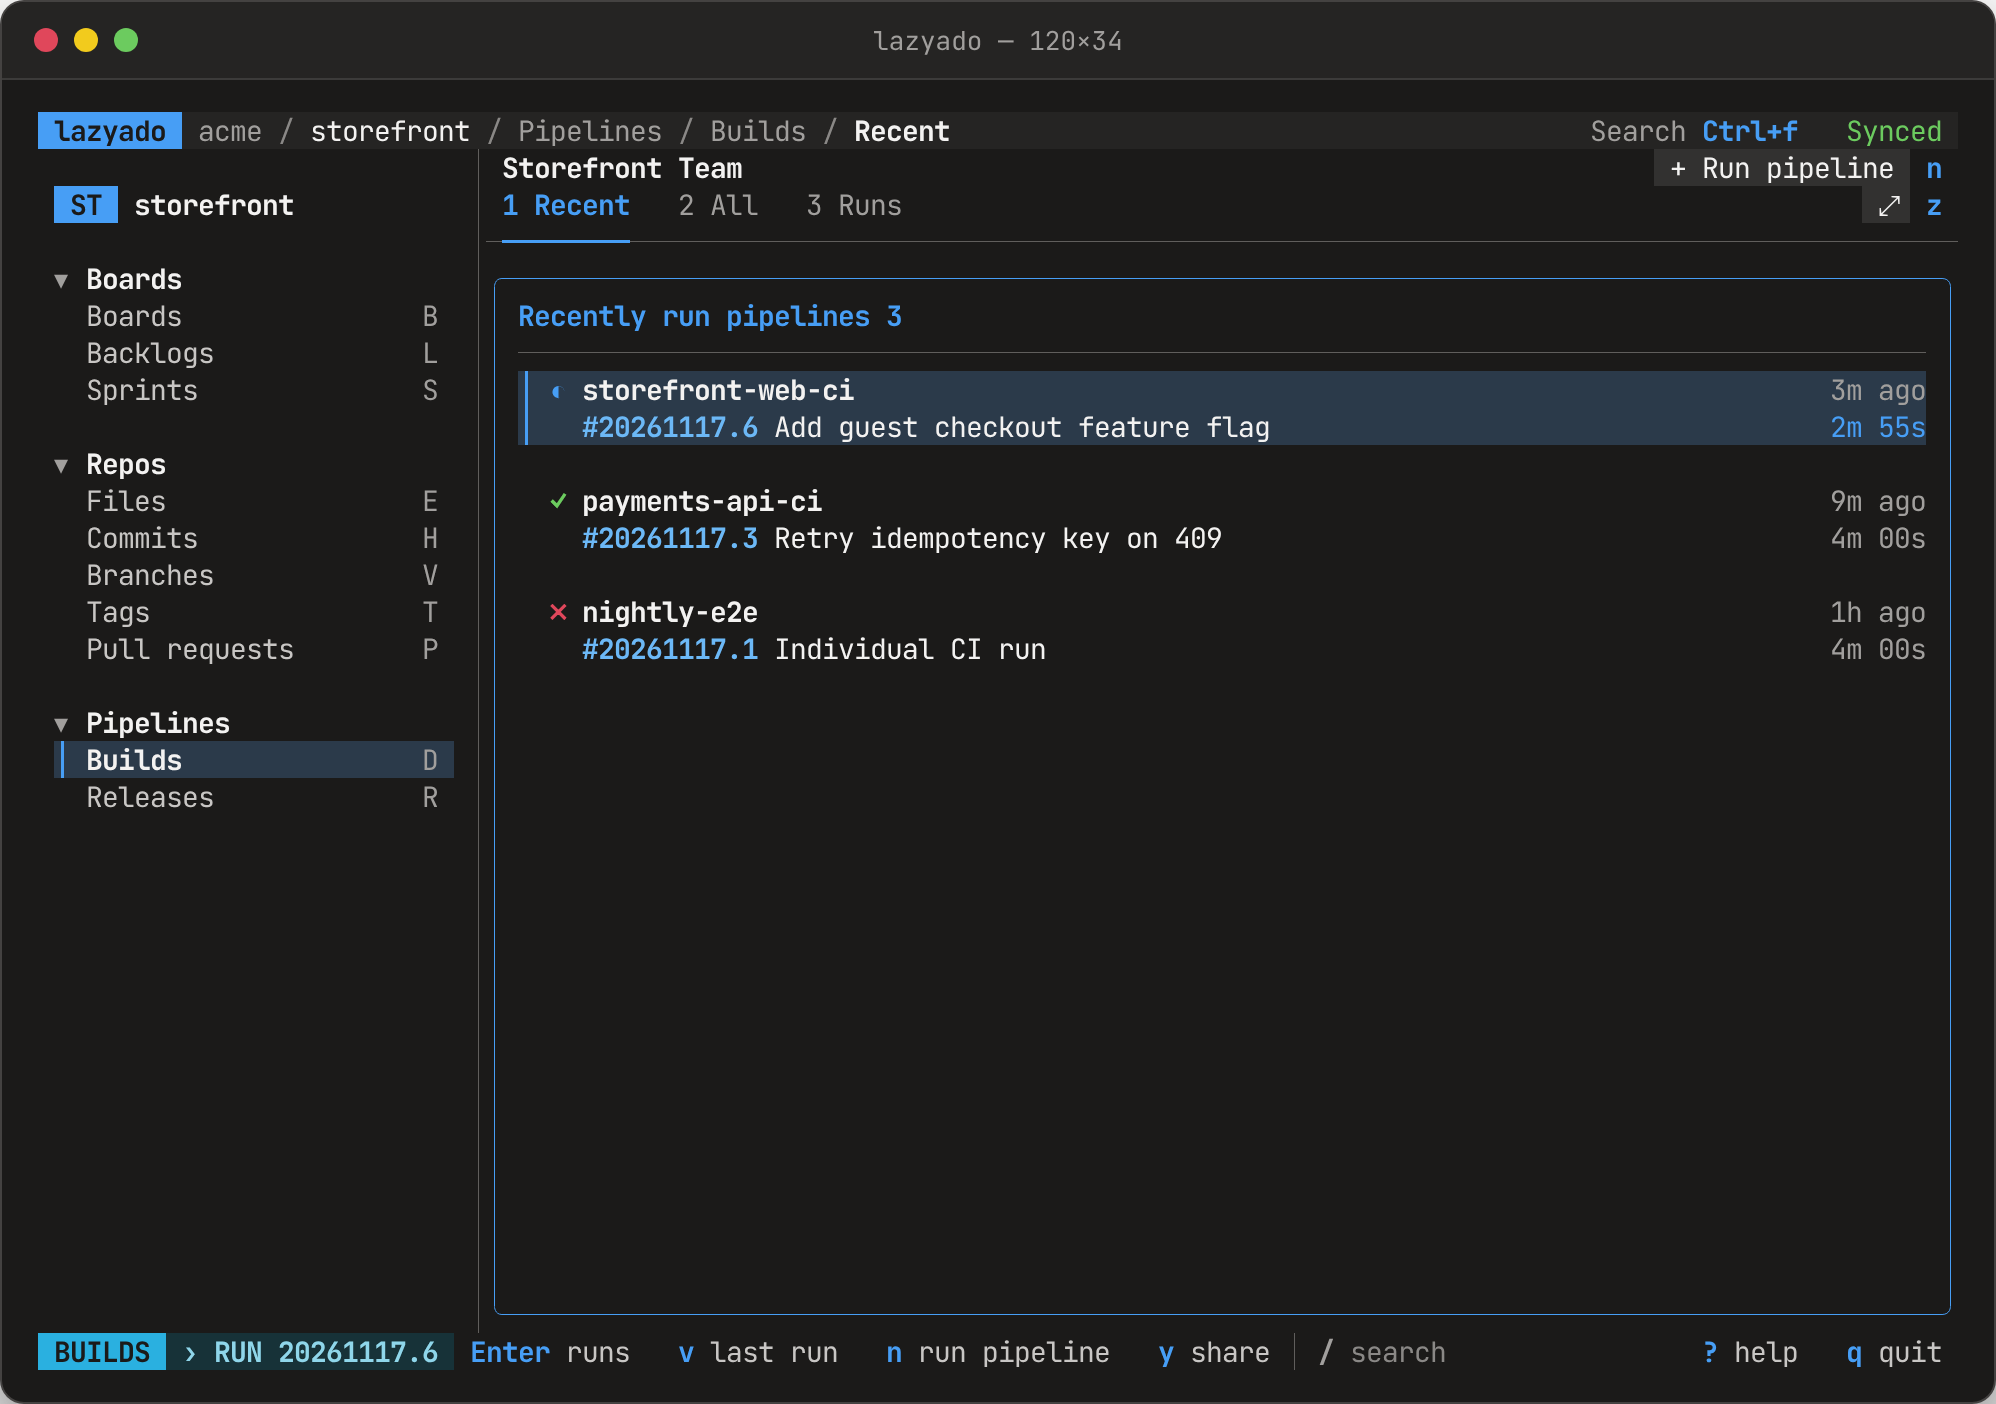 lazyado — 120×34
lazyado acme / storefront / Pipelines / Builds / Recent Search Ctrl+f Synced
Storefront Team + Run pipeline n
ST storefront
1 Recent 2 All 3 Runs z
▼ Boards
Boards B
Backlogs L
Sprints S
▼ Repos
Files E
Commits H
Branches V
Tags T
Pull requests P
▼ Pipelines
Builds D
Releases R
Recently run pipelines 3
storefront-web-ci 3m ago
#20261117.6 Add guest checkout feature flag 2m 55s
✓ payments-api-ci 9m ago
#20261117.3 Retry idempotency key on 409 4m 00s
✕ nightly-e2e 1h ago
#20261117.1 Individual CI run 4m 00s
BUILDS › RUN 20261117.6 Enter runs v last run n run pipeline y share / search ? help q quit